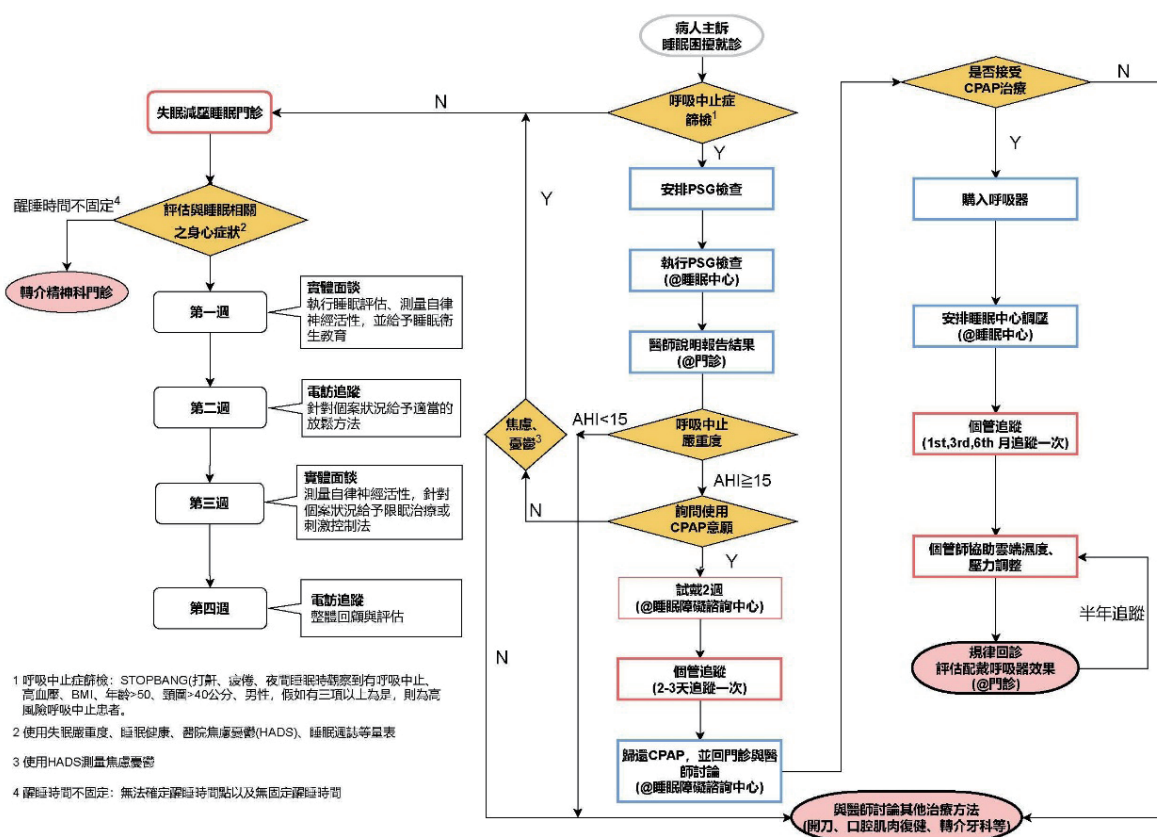 病人主訴
睡眠困擾就診
呼吸中止症
篩檢1
N
Y
失眠減壓睡眠門診
醒睡時間不固定4
評估與睡眠相關
之身心症狀2
轉介精神科門診
第一週
實體面談
執行睡眠評估、測量自律
神經活性，並給予睡眠衛
生教育
第二週
電訪追蹤
針對個案狀況給予適當的
放鬆方法
第三週
實體面談
測量自律神經活性，針對
個案狀況給予限眠治療或
刺激控制法
第四週
電訪追蹤
整體回顧與評估
安排PSG檢查
執行PSG檢查
(@睡眠中心)
醫師說明報告結果
(@門診)
呼吸中止
嚴重度
AHI<15
AHI≧15
焦慮、
憂鬱3
Y
N
N
詢問使用
CPAP意願
Y
試戴2週
(@睡眠障礙諮詢中心)
個管追蹤
(2-3天追蹤一次)
歸還CPAP，並回門診與醫
師討論
(@睡眠障礙諮詢中心)
是否接受
CPAP治療
N
Y
購入呼吸器
安排睡眠中心調壓
(@睡眠中心)
個管追蹤
(1st,3rd,6th 月追蹤一次)
個管師協助雲端濕度、
壓力調整
半年追蹤
規律回診
評估配戴呼吸器效果
(@門診)
與醫師討論其他治療方法
(開刀、口腔肌肉復健、轉介牙科等)
1 呼吸中止症篩檢：STOPBANG(打鼾、疲倦、夜間睡眠時觀察到有呼吸中止、
高血壓、BMI、年齡>50、頸圍>40公分、男性，假如有三項以上為是，則為高
風險呼吸中止患者。
2 使用失眠嚴重度、睡眠健康、醫院焦慮憂鬱(HADS)、睡眠週誌等量表
3 使用HADS測量焦慮憂鬱
4 醒睡時間不固定：無法確定醒睡時間點以及無固定醒睡時間